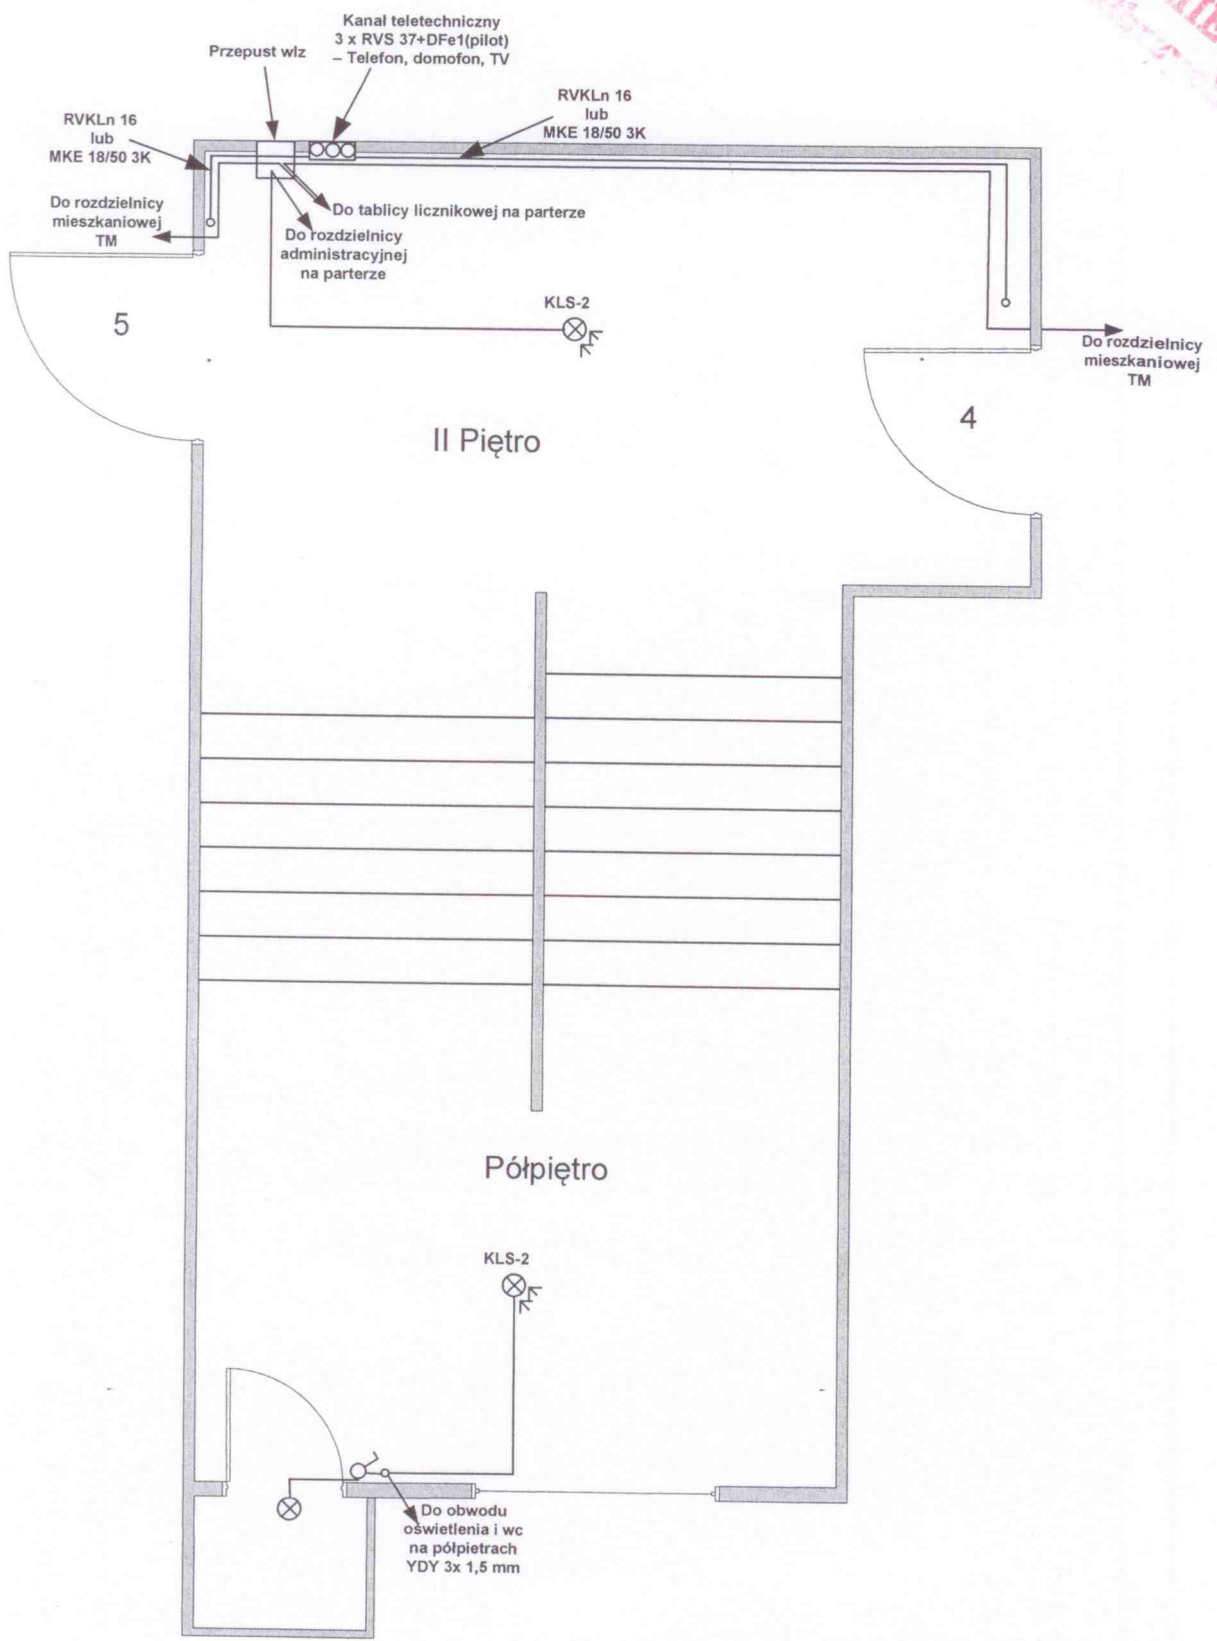 Kanał teletechniczny
3 x RVS 37+DFe1(pilot)
– Telefon, domofon, TV
Przepust wlz
RVKLn 16
lub
MKE 18/50 3K
RVKLn 16
lub
MKE 18/50 3K
Do rozdzielnicy
mieszkaniowej
TM
Do tablicy licznikowej na parterze
Do rozdzielnicy
administracyjnej
na parterze
KLS-2
5
Do rozdzielnicy
mieszkaniowej
TM
4
II Piętro
Półpiętro
KLS-2
Do obwodu
oświetlenia i wc
na półpietrach
YDY 3x 1,5 mm